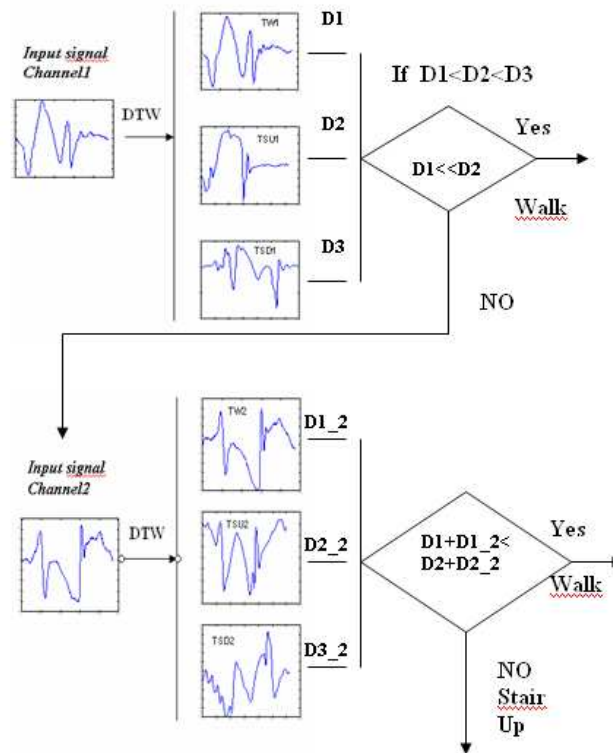 Input signal
Channel1
DTW
TW1
D1
TSU1
D2
TSD1
D3
If D1<D2<D3
D1<<D2
Yes
Walk
NO
Input signal
Channel2
DTW
TW2
D1_2
TSU2
D2_2
TSD2
D3_2
D1+D1_2<
D2+D2_2
Yes
Walk
NO
Stair
Up